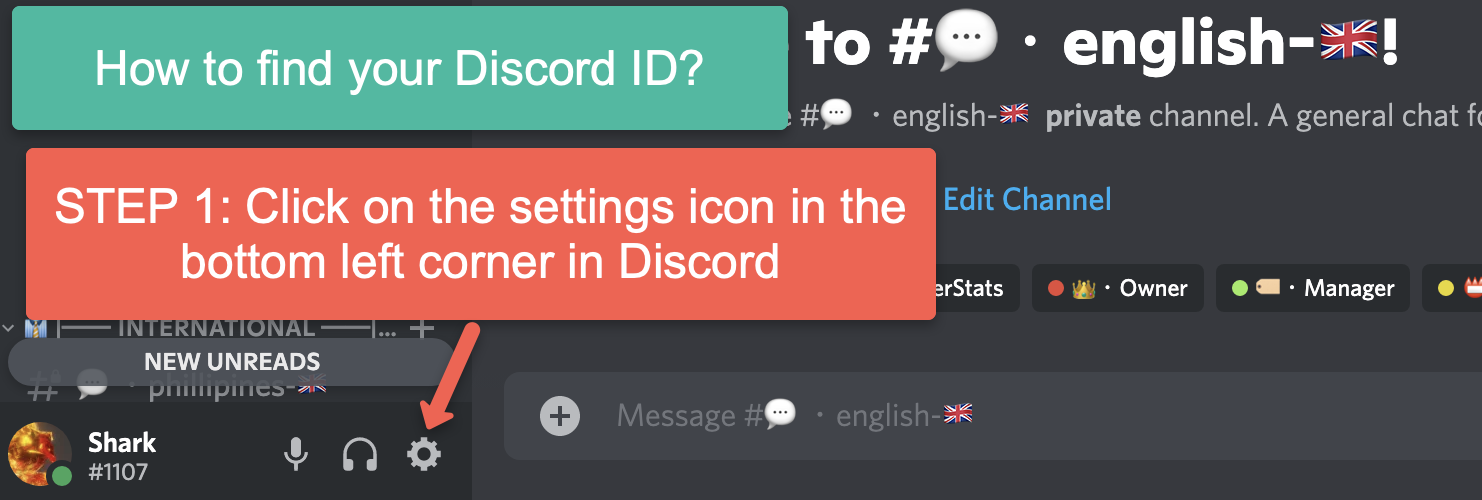 How to find your Discord ID?
to #💬 · english-🇬🇧!
#💬 · english-🇬🇧 private channel. A general chat
STEP 1: Click on the settings icon in the
bottom left corner in Discord
Edit Channel
erStats
👑 · Owner
🏷️ · Manager
INTERNATIONAL
NEW UNREADS
# 💬 · phillipines-🇬🇧
Message #💬 · english-🇬🇧
Shark
#1107